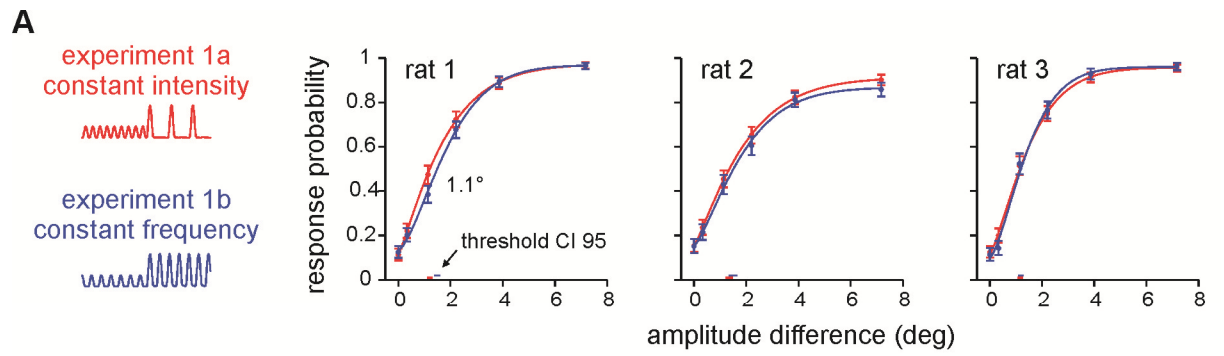 A
experiment 1a
constant intensity
experiment 1b
constant frequency
response probability
1
0.8
0.6
0.4
0.2
0
rat 1
1.1°
threshold CI 95
0 2 4 6 8
rat 2
0 2 4 6 8
rat 3
0 2 4 6 8
amplitude difference (deg)